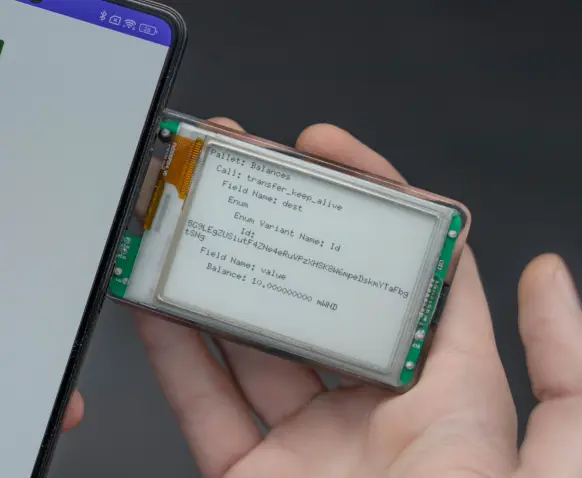 Pallet: Balances
Call: transfer_keep_alive
Field Name: dest
Enum
Enum Variant Name: Id
Id:
tSNg
Field Name: value
Balance: 10.000000000 mWND